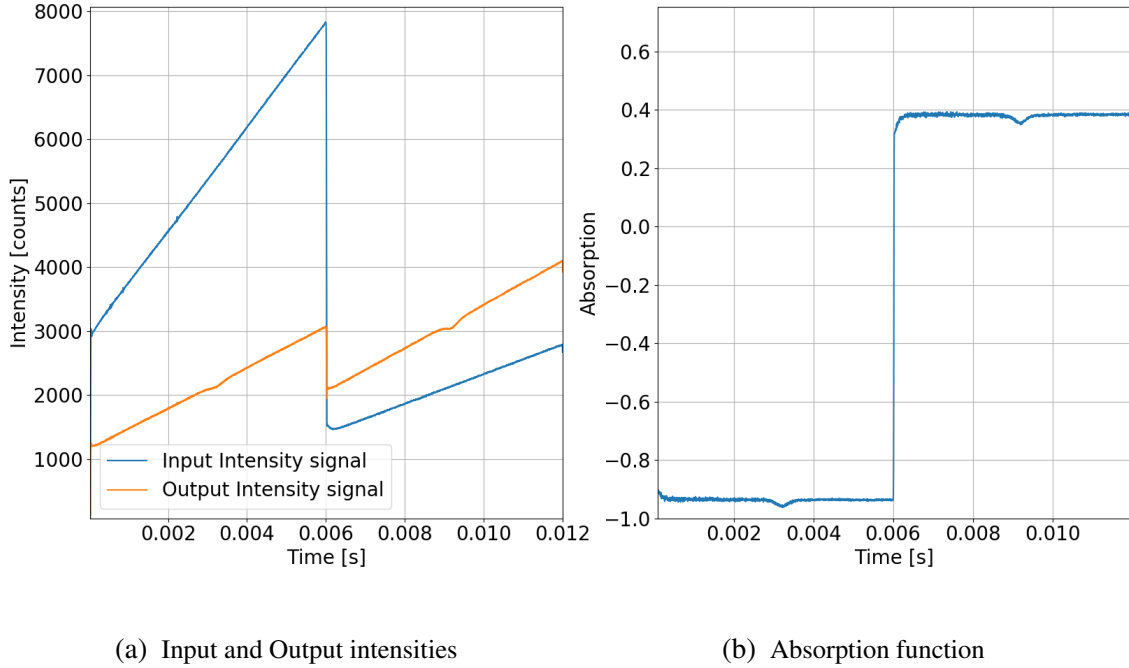 8000
7000
6000
5000
4000
3000
2000
1000
Intensity [counts]
Input Intensity signal
Output Intensity signal
0.002 0.004 0.006 0.008 0.010 0.012
Time [s]
0.6
0.4
0.2
0.0
−0.2
−0.4
−0.6
−0.8
−1.0
Absorption
0.002 0.004 0.006 0.008 0.010
Time [s]
(a) Input and Output intensities
(b) Absorption function